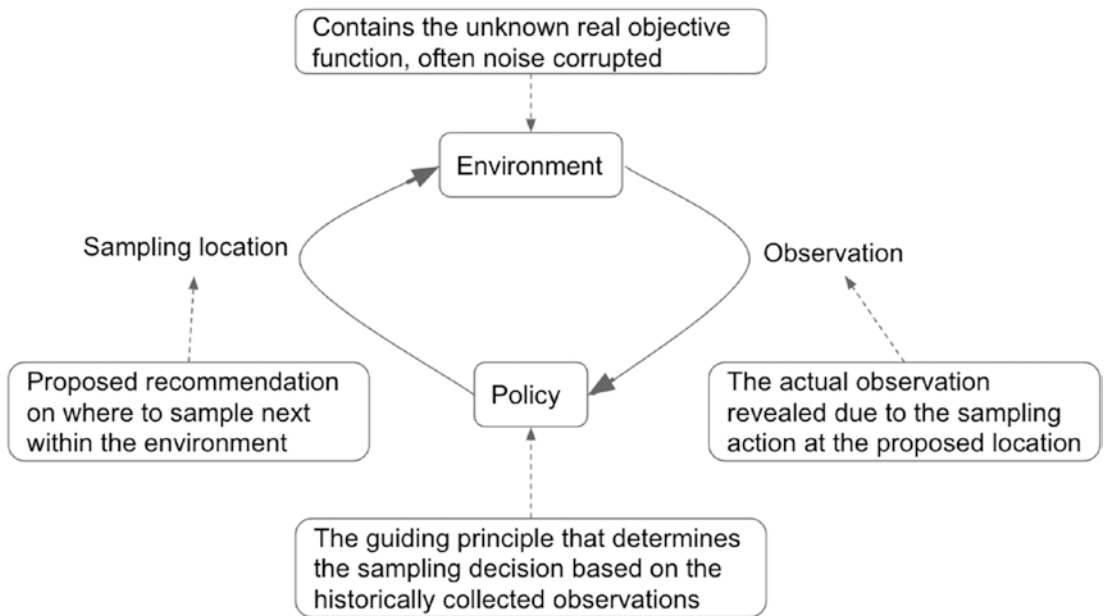 Contains the unknown real objective
function, often noise corrupted
Environment
Sampling location
Observation
Proposed recommendation
on where to sample next
within the environment
Policy
The actual observation
revealed due to the sampling
action at the proposed location
The guiding principle that determines
the sampling decision based on the
historically collected observations